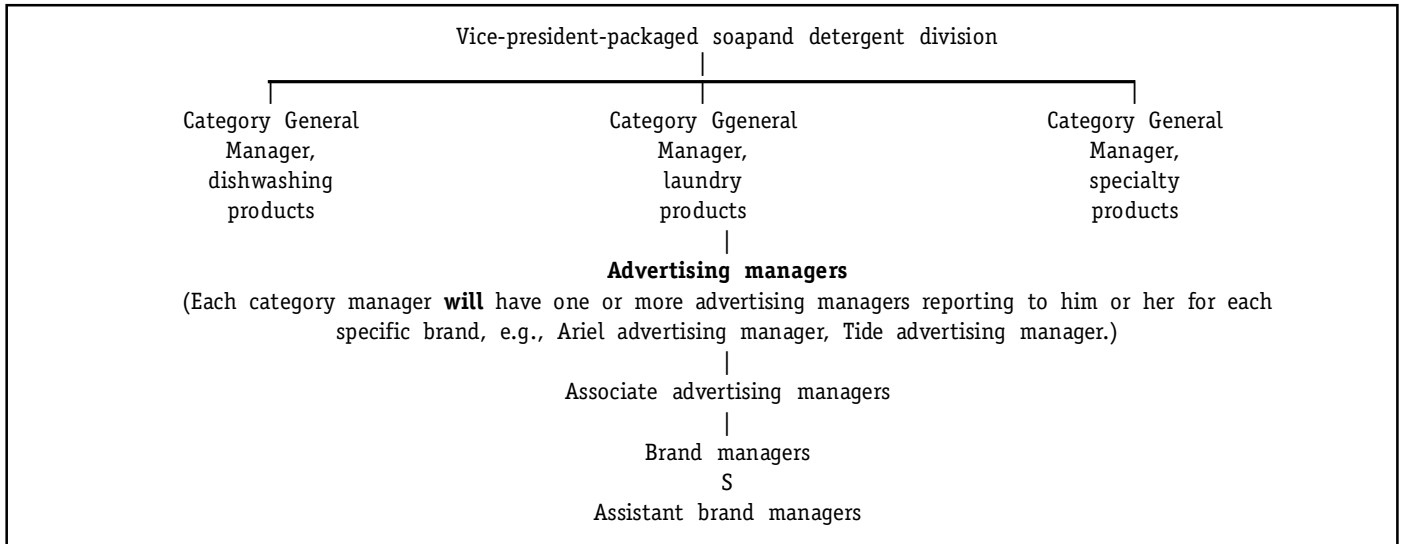 Vice-president-packaged soapand detergent division
Category General
Manager,
dishwashing
products
Category Ggeneral
Manager,
laundry
products
Category General
Manager,
specialty
products
Advertising managers
(Each category manager will have one or more advertising managers reporting to him or her for each
specific brand, e.g., Ariel advertising manager, Tide advertising manager.)
Associate advertising managers
Brand managers
S
Assistant brand managers